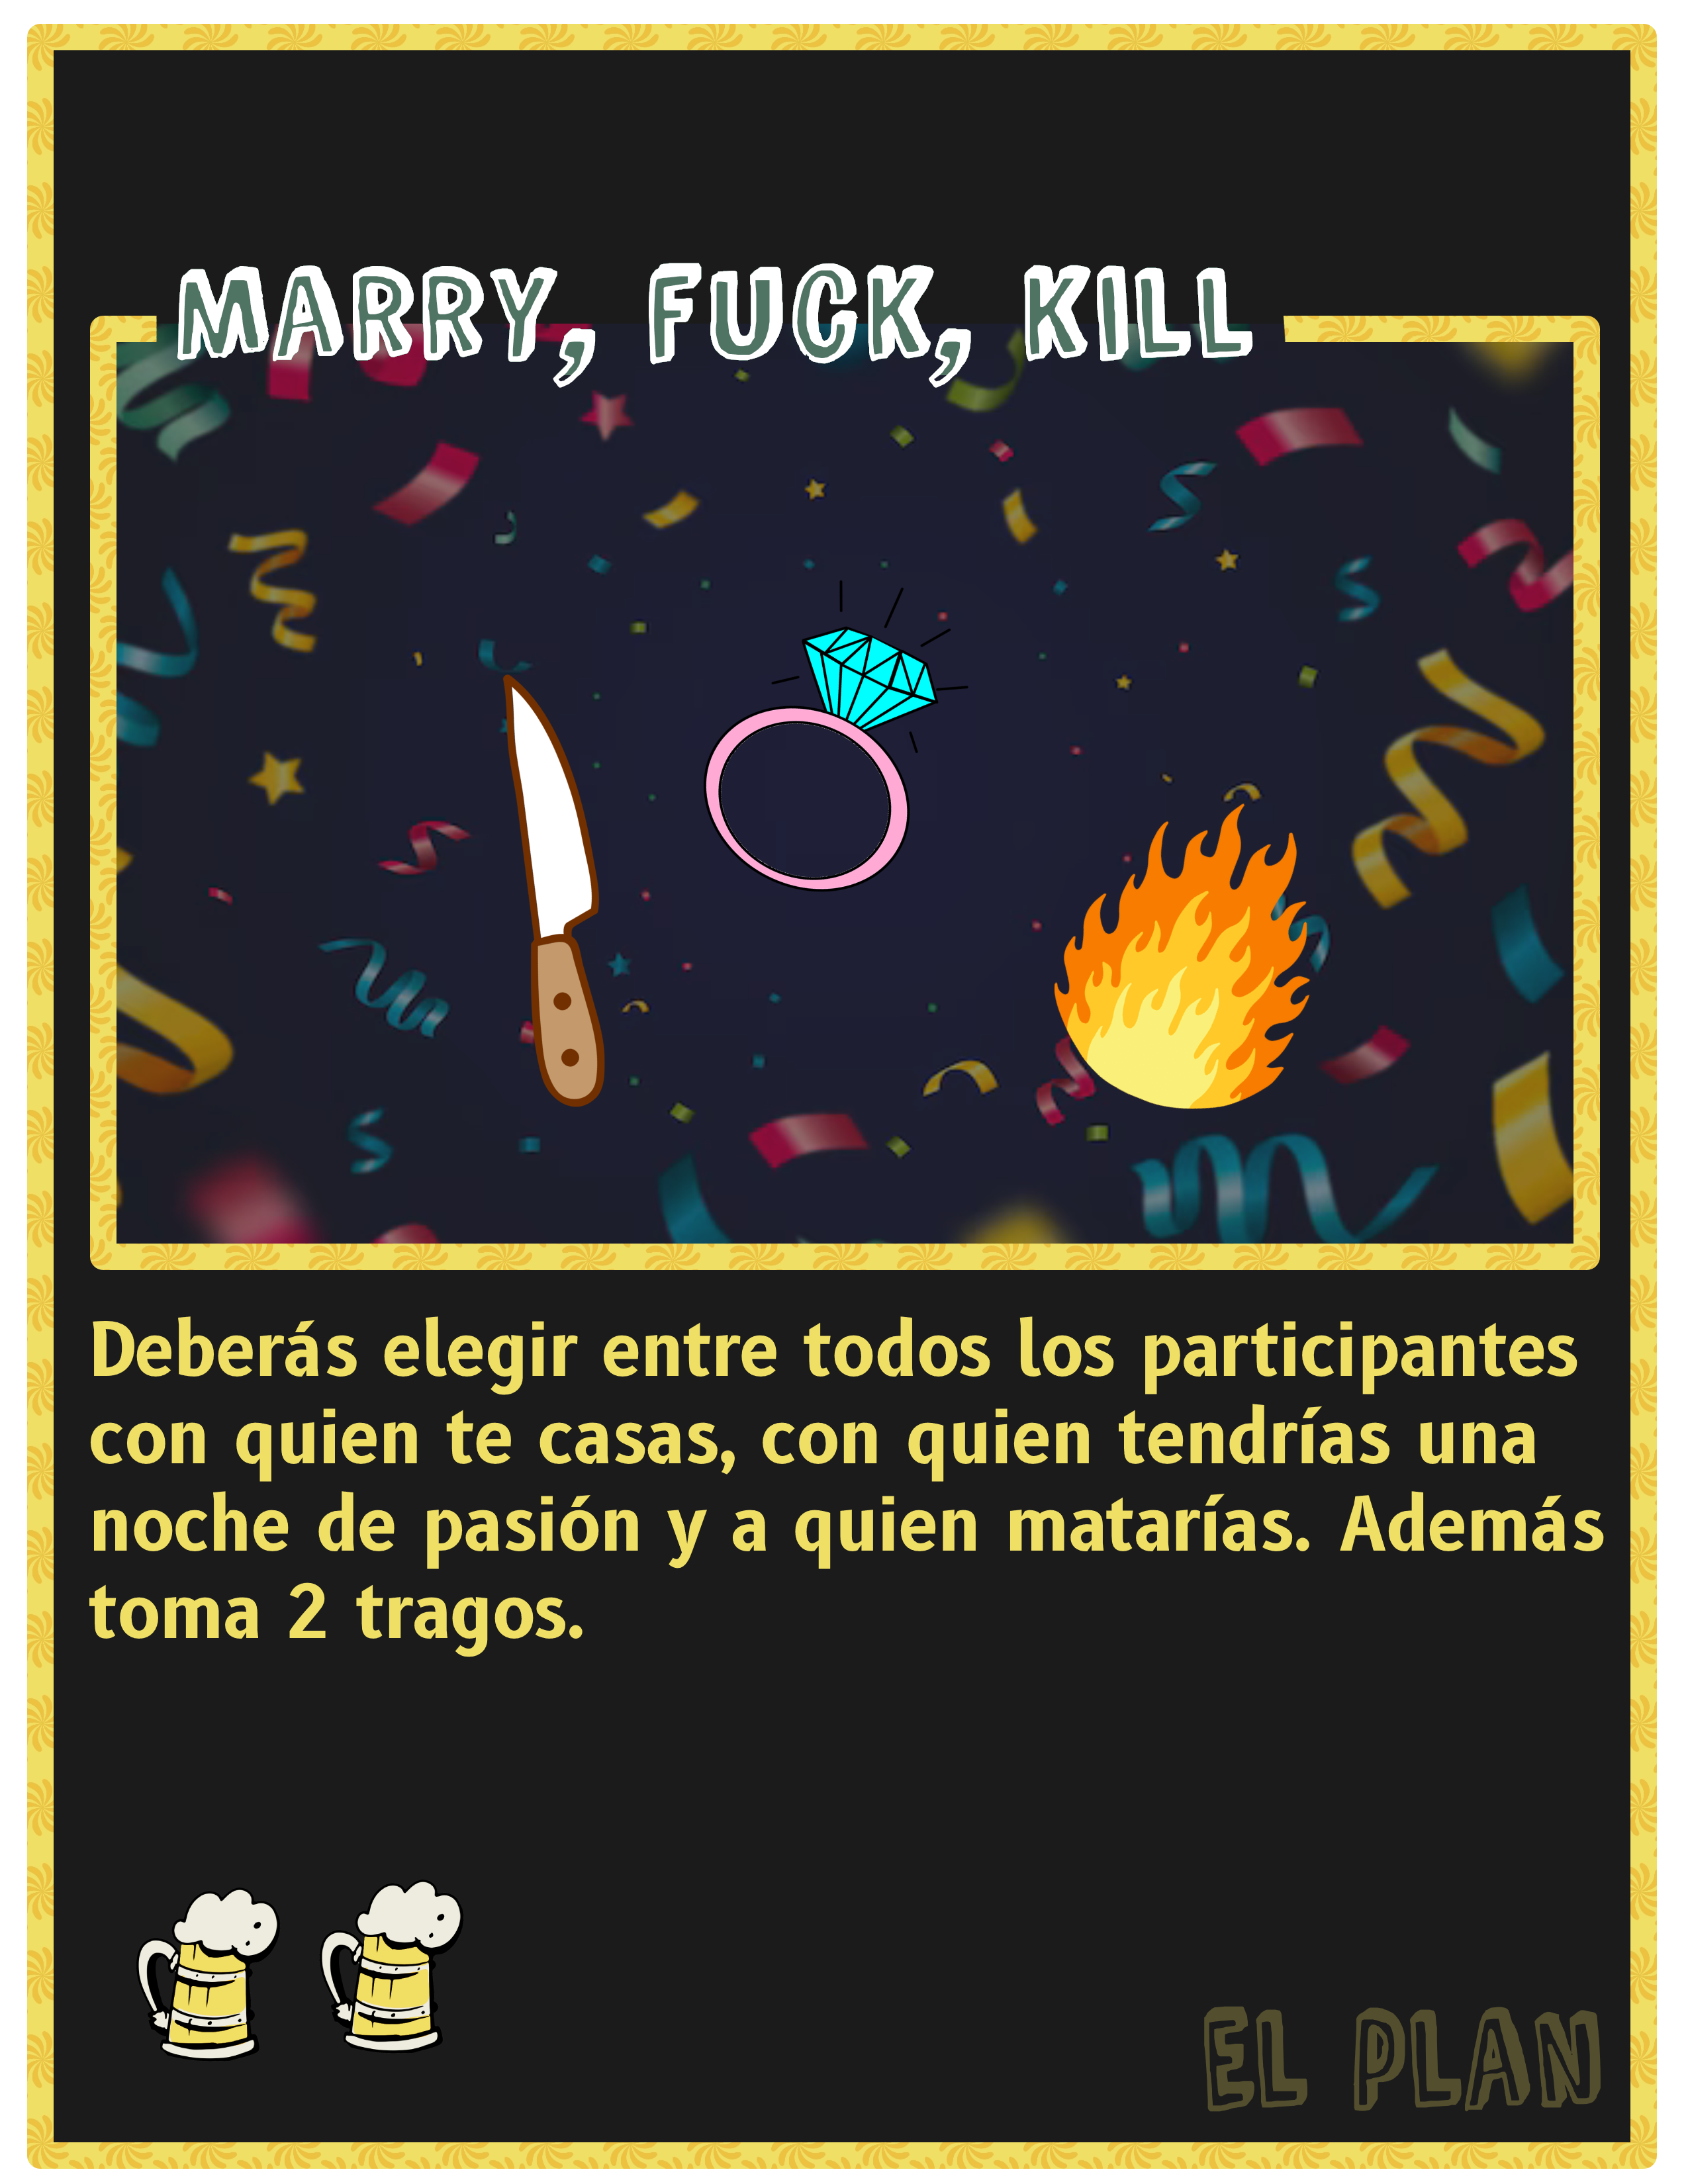 MARRY, FUCK, KILL
Deberás elegir entre todos los participantes
con quien te casas, con quien tendrías una
noche de pasión y a quien matarías. Además
toma 2 tragos.
EL PLAN